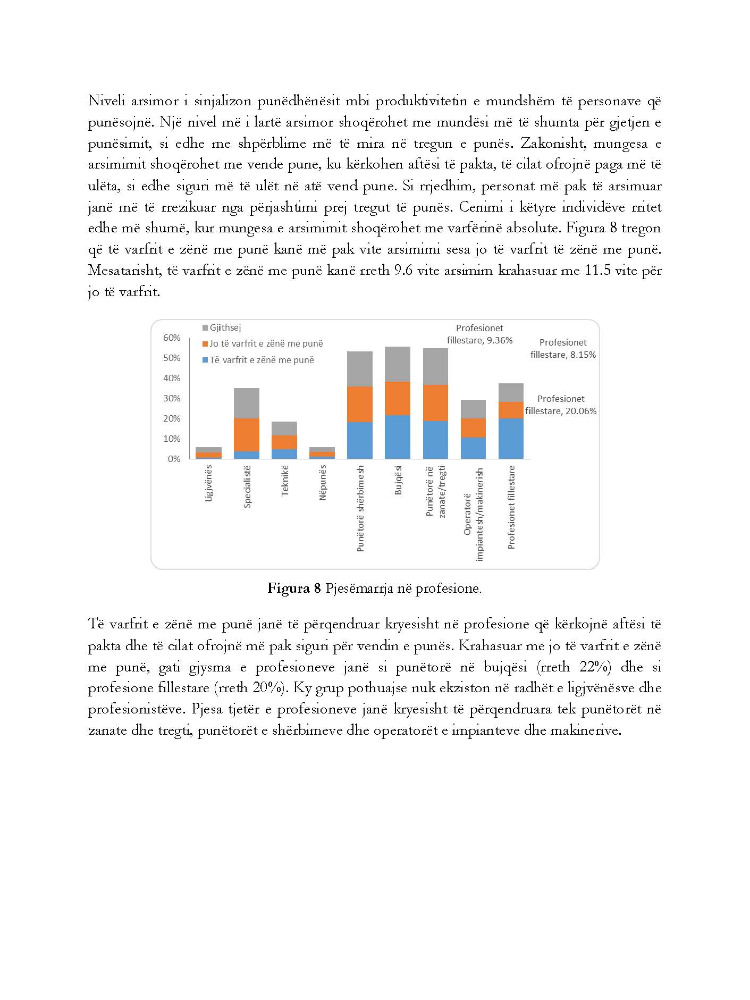 Niveli arsimor i sinjalizon punëdhënësit mbi produktivitetin e mundshëm të personave që
punësojnë. Një nivel më i lartë arsimor shoqërohet me mundësi më të shumta për gjetjen e
punësimit, si edhe me shpërblime më të mira në tregun e punës. Zakonisht, mungesa e
arsimimit shoqërohet me vende pune, ku kërkohen aftësi të pakta, të cilat ofrojnë paga më të
ulëta, si edhe siguri më të ulët në atë vend pune. Si rrjedhim, personat më pak të arsimuar
janë më të rrezikuar nga përjashtimi prej tregut të punës. Cenimi i këtyre individëve rritet
edhe më shumë, kur mungesa e arsimimit shoqërohet me varfërinë absolute. Figura 8 tregon
që të varfrit e zënë me punë kanë më pak vite arsimimi sesa jo të varfrit të zënë me punë.
Mesatarisht, të varfrit e zënë me punë kanë rreth 9.6 vite arsimim krahasuar me 11.5 vite për
jo të varfrit.
Gjithsej
Jo të varfrit e zënë me punë
Të varfrit e zënë me punë
Profesionet
fillestare, 9.36%
Profesionet
fillestare, 8.15%
Profesionet
fillestare, 20.06%
60%
50%
40%
30%
20%
10%
0%
Ligjvënës
Specialistë
Teknikë
Nëpunës
Punëtorë shërbimesh
Bujqësi
Punëtorë në
zanate/tregti
Operatorë
impiantesh/makinerish
Profesionet fillestare
Figura 8 Pjesëmarrja në profesione.
Të varfrit e zënë me punë janë të përqendruar kryesisht në profesione që kërkojnë aftësi të
pakta dhe të cilat ofrojnë më pak siguri për vendin e punës. Krahasuar me jo të varfrit e zënë
me punë, gati gjysma e profesioneve janë si punëtorë në bujqësi (rreth 22%) dhe si
profesione fillestare (rreth 20%). Ky grup pothuajse nuk ekziston në radhët e ligjvënësve dhe
profesionistëve. Pjesa tjetër e profesioneve janë kryesisht të përqendruara tek punëtorët në
zanate dhe tregti, punëtorët e shërbimeve dhe operatorët e impianteve dhe makinerive.